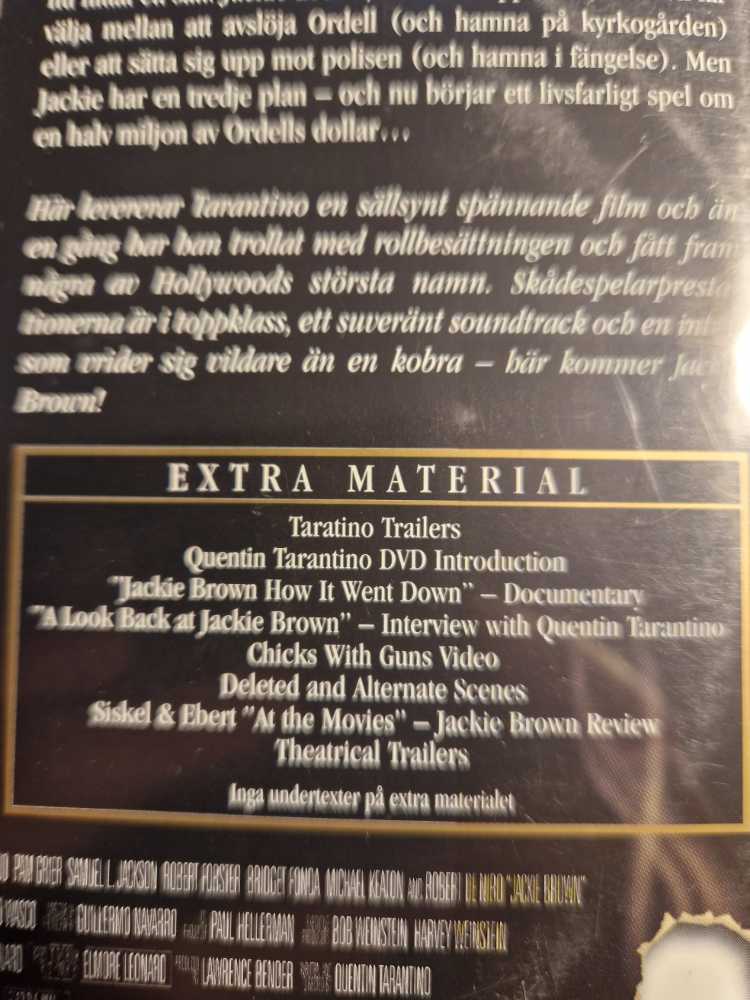 välja mellan att avslöja Ordell (och hamna på kyrkogården)
eller att sätta sig upp mot polisen (och hamna i fängelse). Men
Jackie har en tredje plan – och nu börjar ett livsfarligt spel om
en halv miljon av Ordells dollar…
Här levererar Tarantino en sällsynt spännande film och än
en gång har han trollat med rollbesättningen och fått fram
några av Hollywoods största namn. Skådespelarpresta
tionerna är i toppklass, ett suveränt soundtrack och en
som vrider sig vildare än en kobra – här kommer Jackie
Brown!
EXTRA MATERIAL
Taratino Trailers
Quentin Tarantino DVD Introduction
"Jackie Brown How It Went Down" – Documentary
"A Look Back at Jackie Brown" – Interview with Quentin Tarantino
Chicks With Guns Video
Deleted and Alternate Scenes
Siskel & Ebert "At the Movies" – Jackie Brown Review
Theatrical Trailers
Inga undertexter på extra materialet
PAM GRIER SAMUEL L. JACKSON ROBERT FORSTER BRIDGET FONDA MICHAEL KEATON AND ROBERT DE NIRO "JACKIE BROWN"
WASCO GUILLERMO NAVARRO PAUL HELLERMAN BOB WEINSTEIN HARVEY WEINSTEIN
ELMORE LEONARD LAWRENCE BENDER QUENTIN TARANTINO